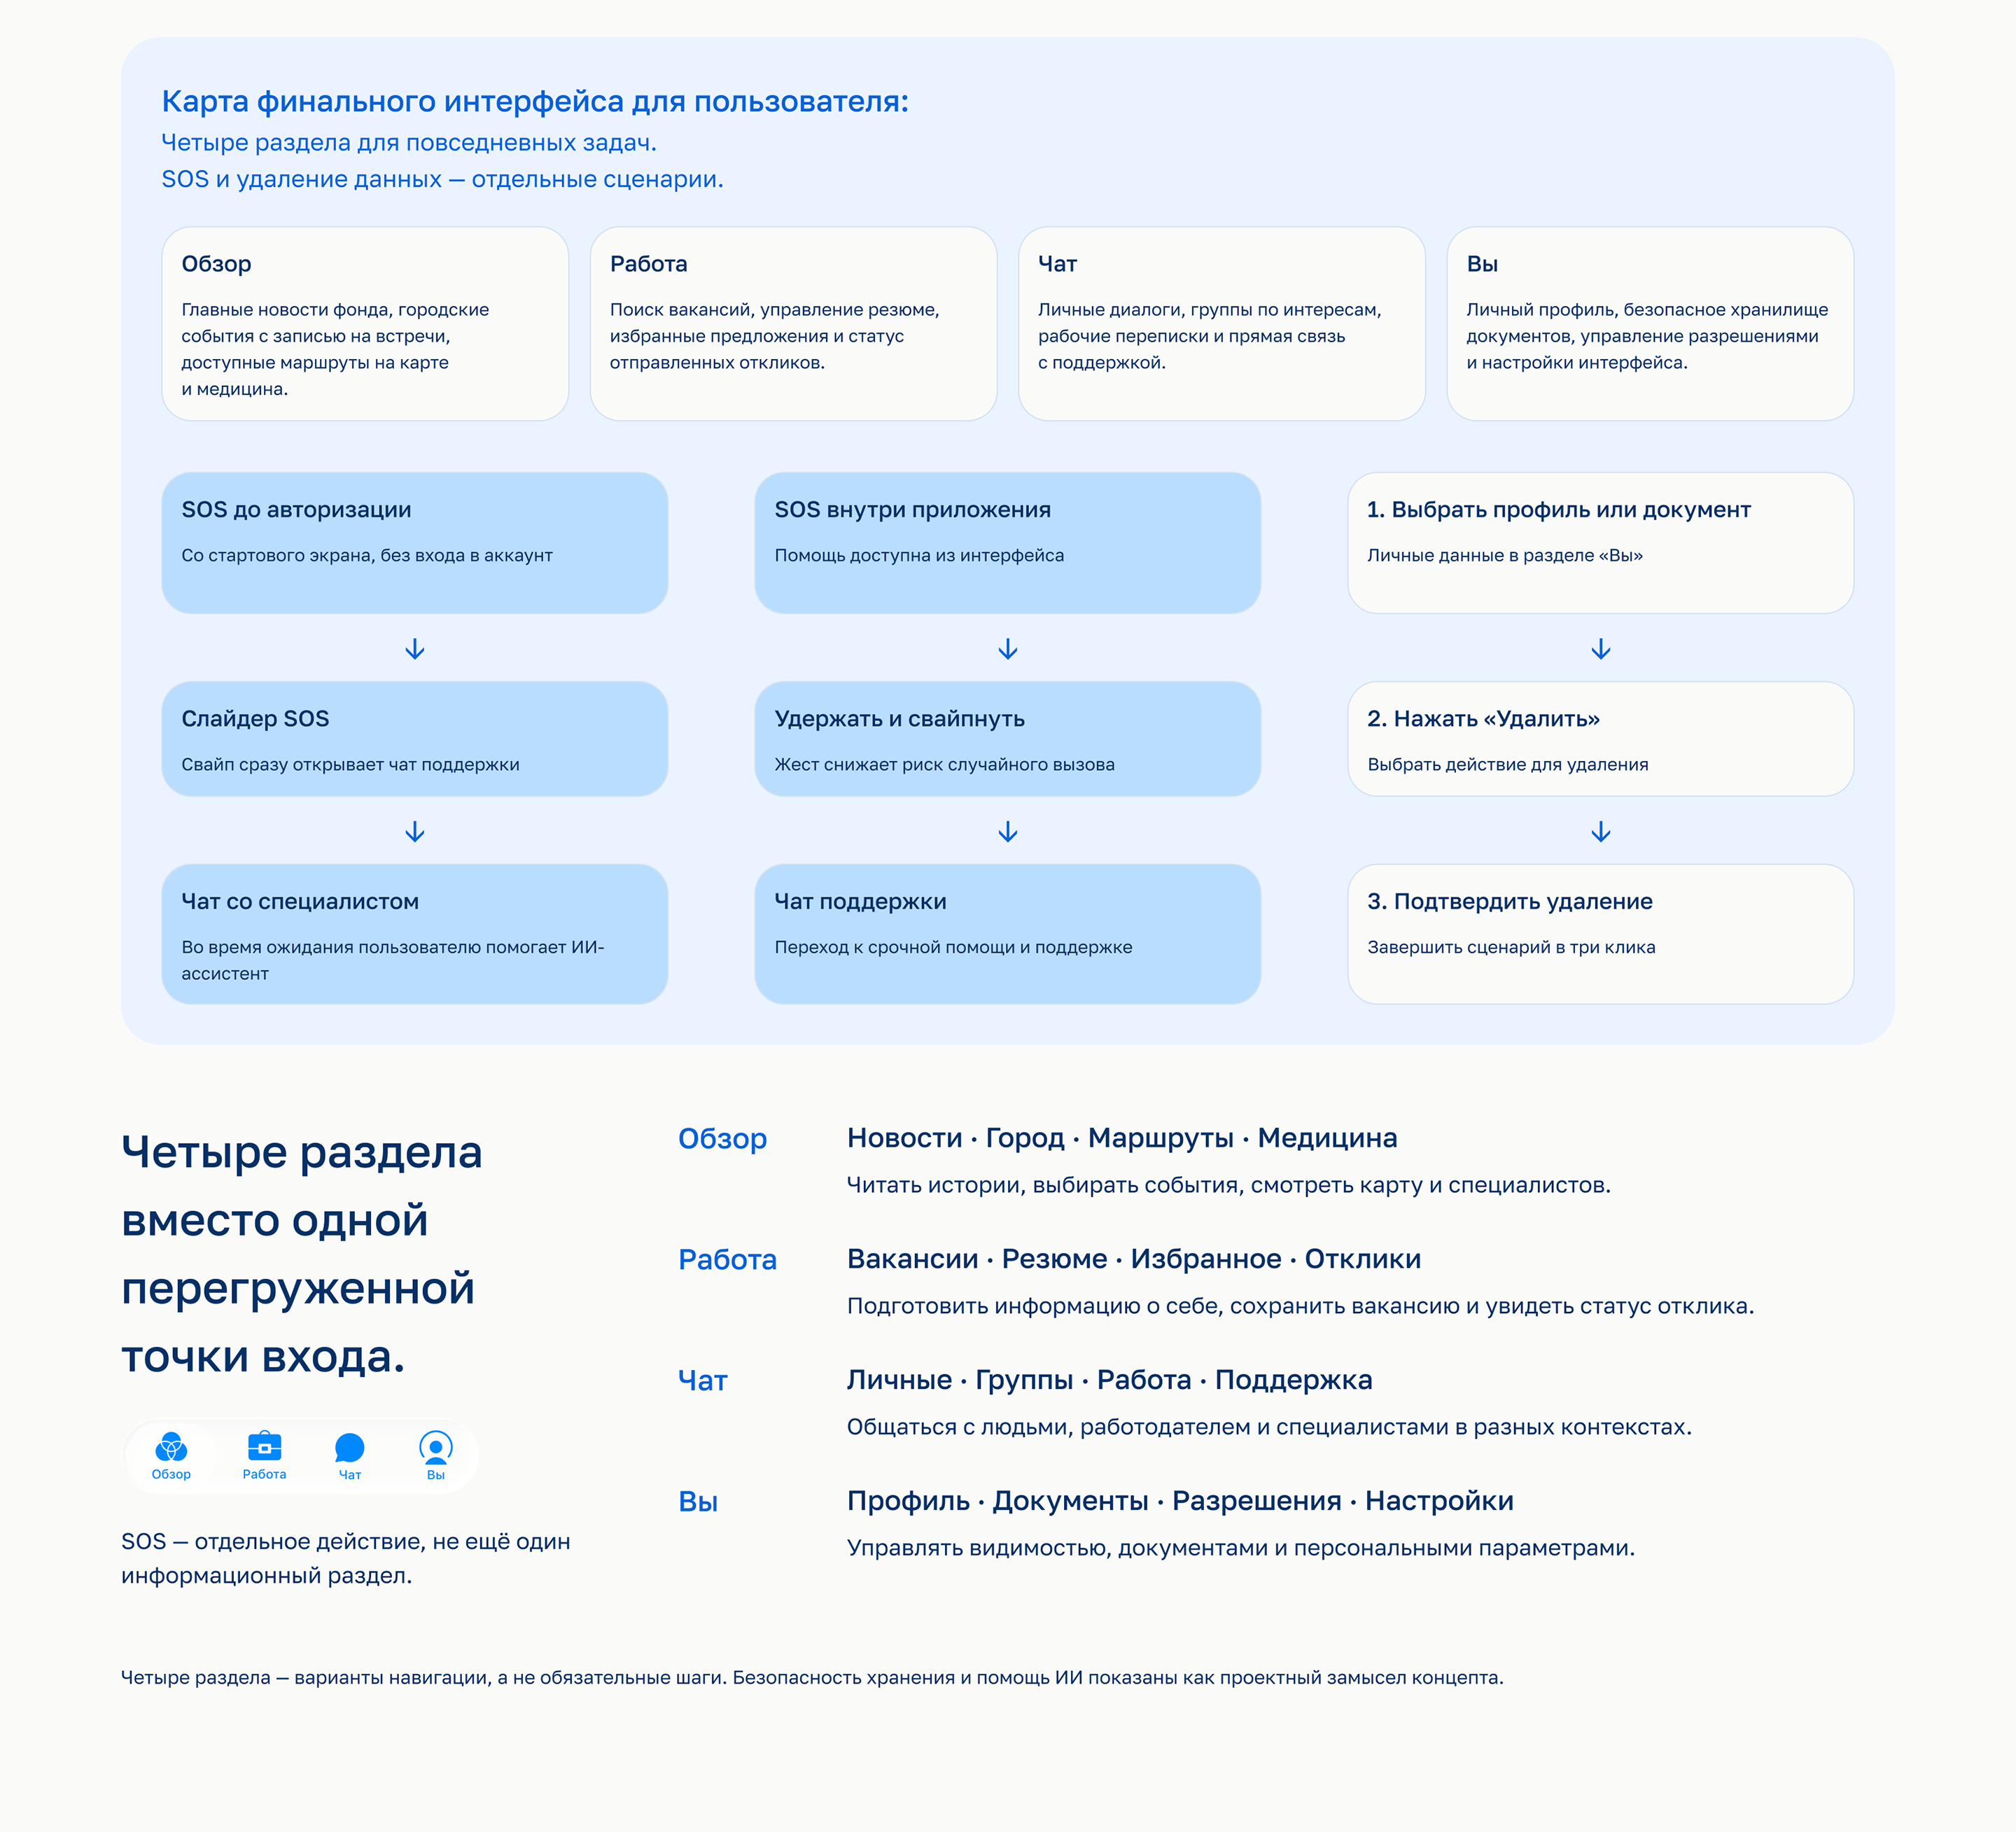 Карта финального интерфейса для пользователя:
Четыре раздела для повседневных задач.
SOS и удаление данных — отдельные сценарии.
Обзор
Главные новости фонда, городские
события с записью на встречи,
доступные маршруты на карте
и медицина.
Работа
Поиск вакансий, управление резюме,
избранные предложения и статус
отправленных откликов.
Чат
Личные диалоги, группы по интересам,
рабочие переписки и прямая связь
с поддержкой.
Вы
Личный профиль, безопасное хранилище
документов, управление разрешениями
и настройки интерфейса.
SOS до авторизации
Со стартового экрана, без входа в аккаунт
↓
Слайдер SOS
Свайп сразу открывает чат поддержки
↓
Чат со специалистом
Во время ожидания пользователю помогает ИИ-
ассистент
SOS внутри приложения
Помощь доступна из интерфейса
↓
Удержать и свайпнуть
Жест снижает риск случайного вызова
↓
Чат поддержки
Переход к срочной помощи и поддержке
1. Выбрать профиль или документ
Личные данные в разделе «Вы»
↓
2. Нажать «Удалить»
Выбрать действие для удаления
↓
3. Подтвердить удаление
Завершить сценарий в три клика
Четыре раздела
вместо одной
перегруженной
точки входа.
Обзор
Работа
Чат
Вы
SOS — отдельное действие, не ещё один
информационный раздел.
Обзор
Новости · Город · Маршруты · Медицина
Читать истории, выбирать события, смотреть карту и специалистов.
Работа
Вакансии · Резюме · Избранное · Отклики
Подготовить информацию о себе, сохранить вакансию и увидеть статус отклика.
Чат
Личные · Группы · Работа · Поддержка
Общаться с людьми, работодателем и специалистами в разных контекстах.
Вы
Профиль · Документы · Разрешения · Настройки
Управлять видимостью, документами и персональными параметрами.
Четыре раздела — варианты навигации, а не обязательные шаги. Безопасность хранения и помощь ИИ показаны как проектный замысел концепта.